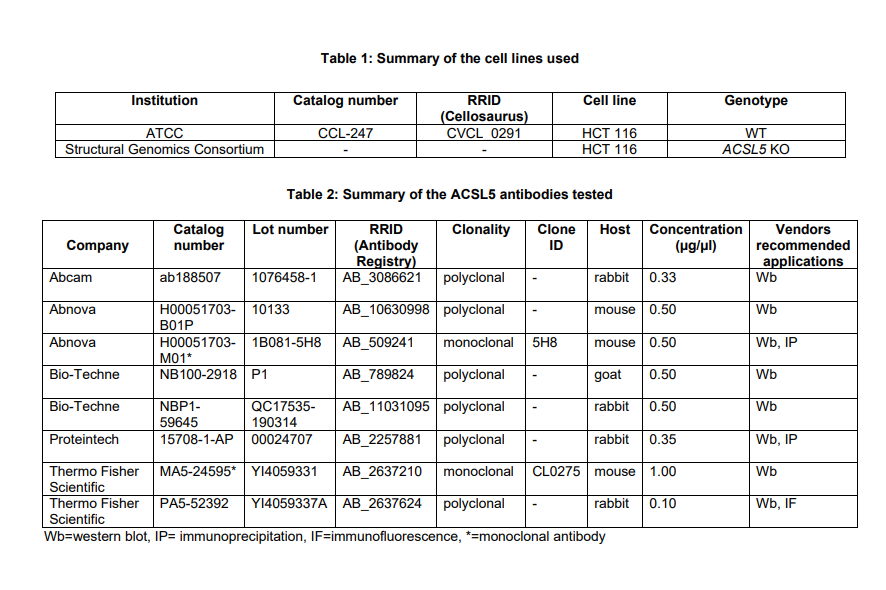 Table 1: Summary of the cell lines used
Institution Catalog number RRID Cell line Genotype
(Cellosaurus)
ATCC CCL-247 CVCL_0291 HCT 116 WT
Structural Genomics Consortium - - HCT 116 ACSL5 KO
Table 2: Summary of the ACSL5 antibodies tested
Company Catalog number Lot number RRID (Antibody Registry) Clonality Clone ID Host Concentration (µg/µl) Vendors recommended applications
Abcam ab188507 1076458-1 AB_3086621 polyclonal - rabbit 0.33 Wb
Abnova H00051703- 10133 AB_10630998 polyclonal - mouse 0.50 Wb
B01P
Abnova H00051703- 1B081-5H8 AB_509241 monoclonal 5H8 mouse 0.50 Wb, IP
M01*
Bio-Techne NB100-2918 P1 AB_789824 polyclonal - goat 0.50 Wb
Bio-Techne NBP1- QC17535- AB_11031095 polyclonal - rabbit 0.50 Wb
59645 190314
Proteintech 15708-1-AP 00024707 AB_2257881 polyclonal - rabbit 0.35 Wb, IP
Thermo Fisher MA5-24595* YI4059331 AB_2637210 monoclonal CL0275 mouse 1.00 Wb
Scientific
Thermo Fisher PA5-52392 YI4059337A AB_2637624 polyclonal - rabbit 0.10 Wb, IF
Scientific
Wb=western blot, IP= immunoprecipitation, IF=immunofluorescence, *=monoclonal antibody